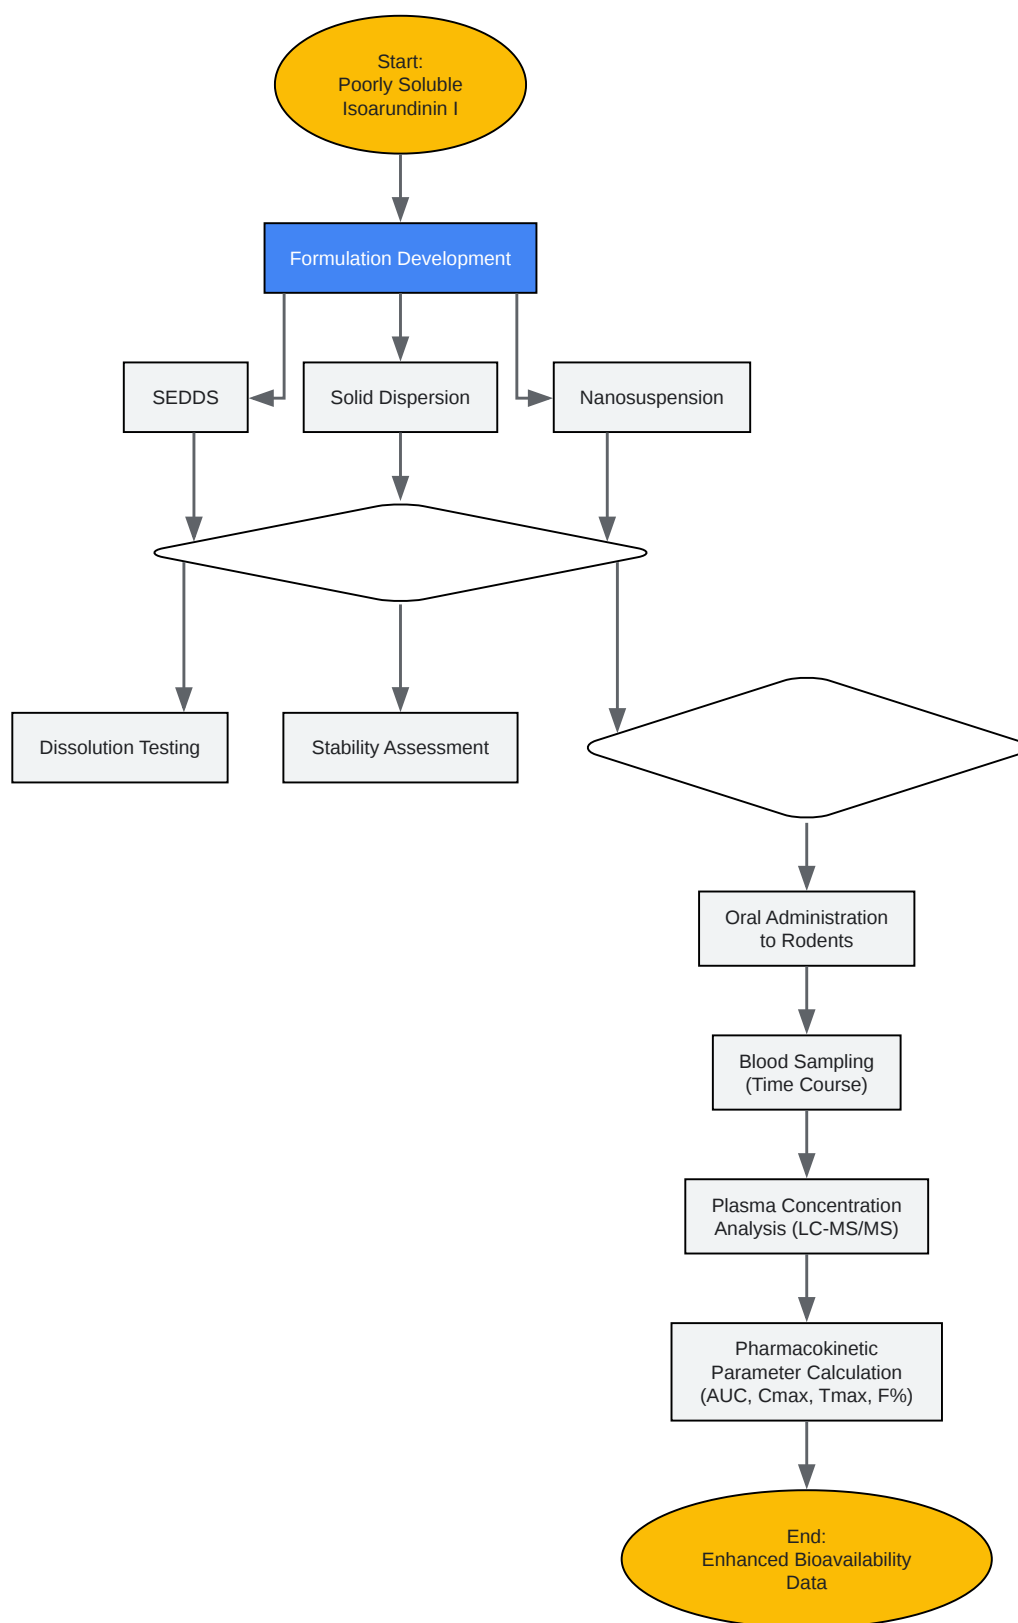 Start:
Poorly Soluble
Isoarundinin I
Formulation Development
SEDDS
Solid Dispersion
Nanosuspension
Dissolution Testing
Stability Assessment
Oral Administration
to Rodents
Blood Sampling
(Time Course)
Plasma Concentration
Analysis (LC-MS/MS)
Pharmacokinetic
Parameter Calculation
(AUC, Cmax, Tmax, F%)
End:
Enhanced Bioavailability
Data